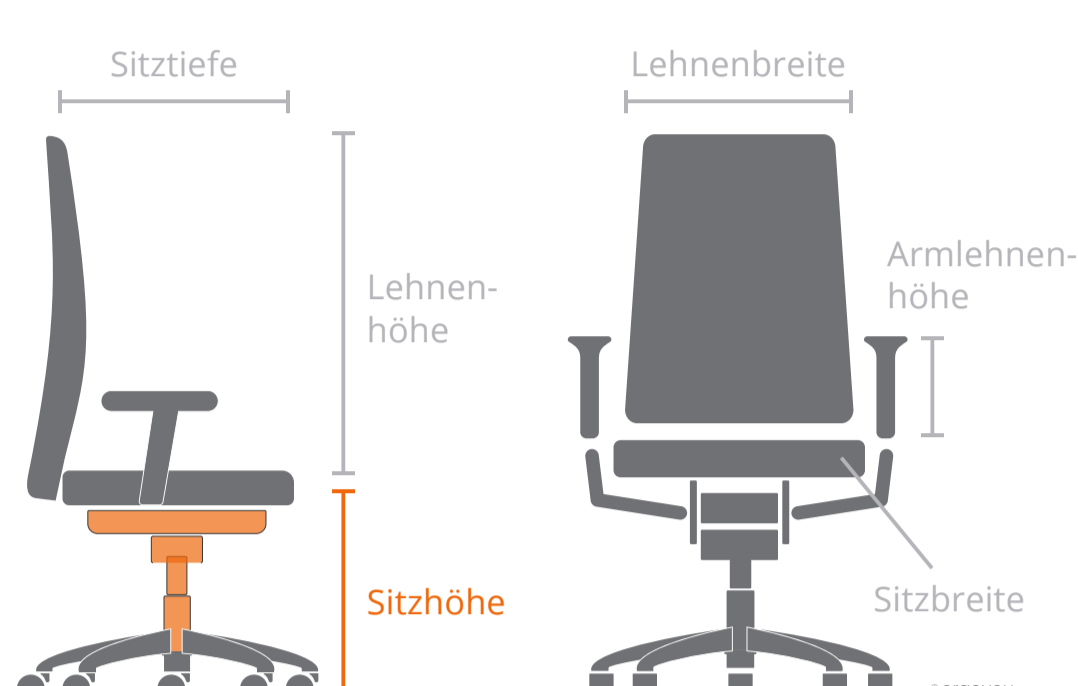 Sitztiefe
Lehnenbreite
Lehnen-
höhe
Armlehnen-
höhe
Sitzhöhe
Sitzbreite